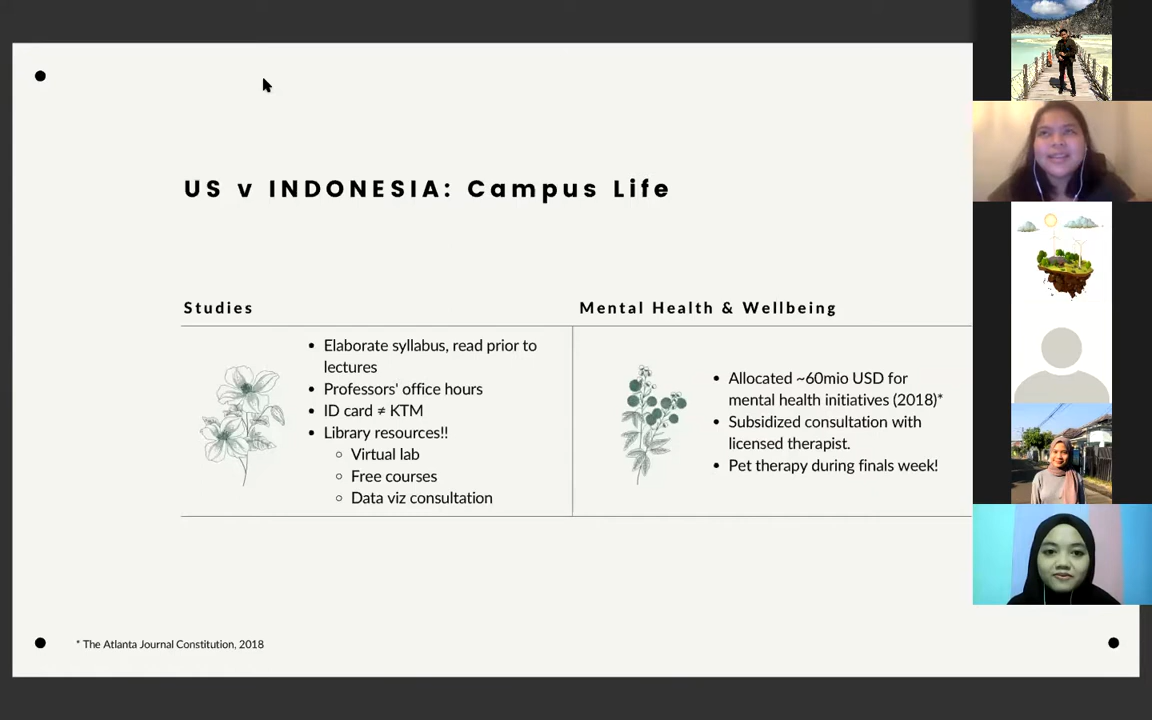 US v INDONESIA: Campus Life
Studies
Elaborate syllabus, read prior to
lectures
Professors' office hours
ID card ≠ KTM
Library resources!!
Virtual lab
Free courses
Data viz consultation
Mental Health & Wellbeing
Allocated ~60mio USD for
mental health initiatives (2018)*
Subsidized consultation with
licensed therapist.
Pet therapy during finals week!
* The Atlanta Journal Constitution, 2018